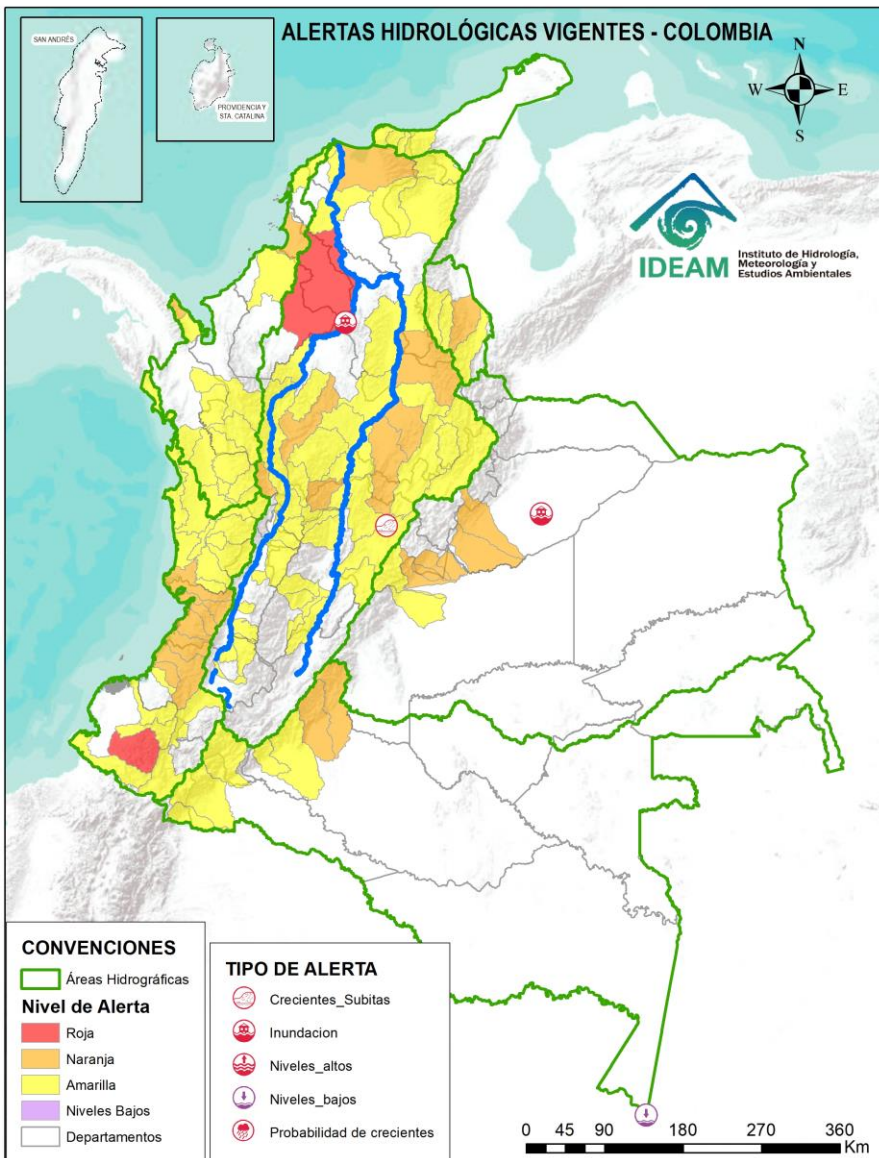 SAN ANDRÉS
PROVIDENCIA Y
STA. CATALINA
ALERTAS HIDROLÓGICAS VIGENTES - COLOMBIA
N
W
E
S
IDEAM
Instituto de Hidrología,
Meteorología y
Estudios Ambientales
CONVENCIONES
Áreas Hidrográficas
Nivel de Alerta
Roja
Naranja
Amarilla
Niveles Bajos
Departamentos
TIPO DE ALERTA
Crecientes_Subitas
Inundacion
Niveles_altos
Niveles_bajos
Probabilidad de crecientes
0 45 90 180 270 360
Km